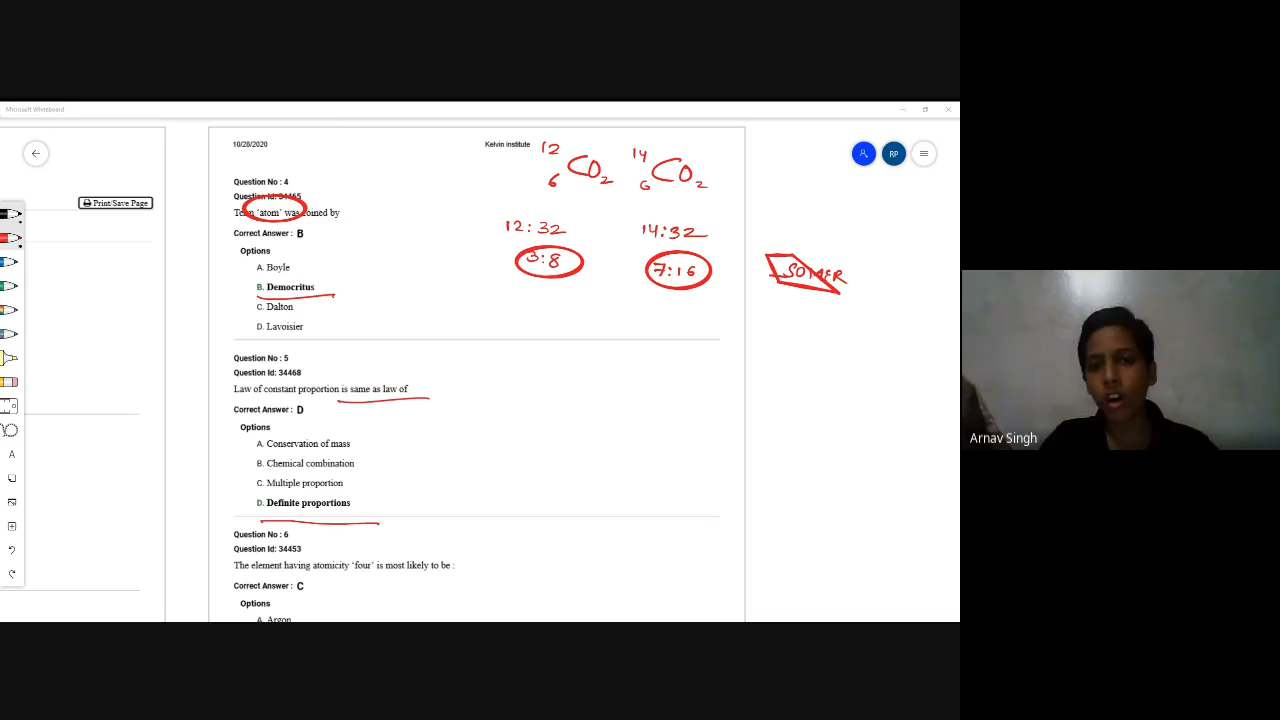 Microsoft Whiteboard
10/28/2020 Kelvin institute
12 6 CO2 14 6 CO2
Print/Save Page
RP
Question No : 4
Question Id: 34465
Term ‘atom’ was coined by
Correct Answer : B
Options
A. Boyle
B. Democritus
C. Dalton
D. Lavoisier
12:32 14:32
3:8 7:16
Question No : 5
Question Id: 34468
Law of constant proportion is same as law of
Correct Answer : D
Options
A. Conservation of mass
B. Chemical combination
C. Multiple proportion
D. Definite proportions
Question No : 6
Question Id: 34453
The element having atomicity ‘four’ is most likely to be :
Correct Answer : C
Options
A. Argon
A
Arnav Singh